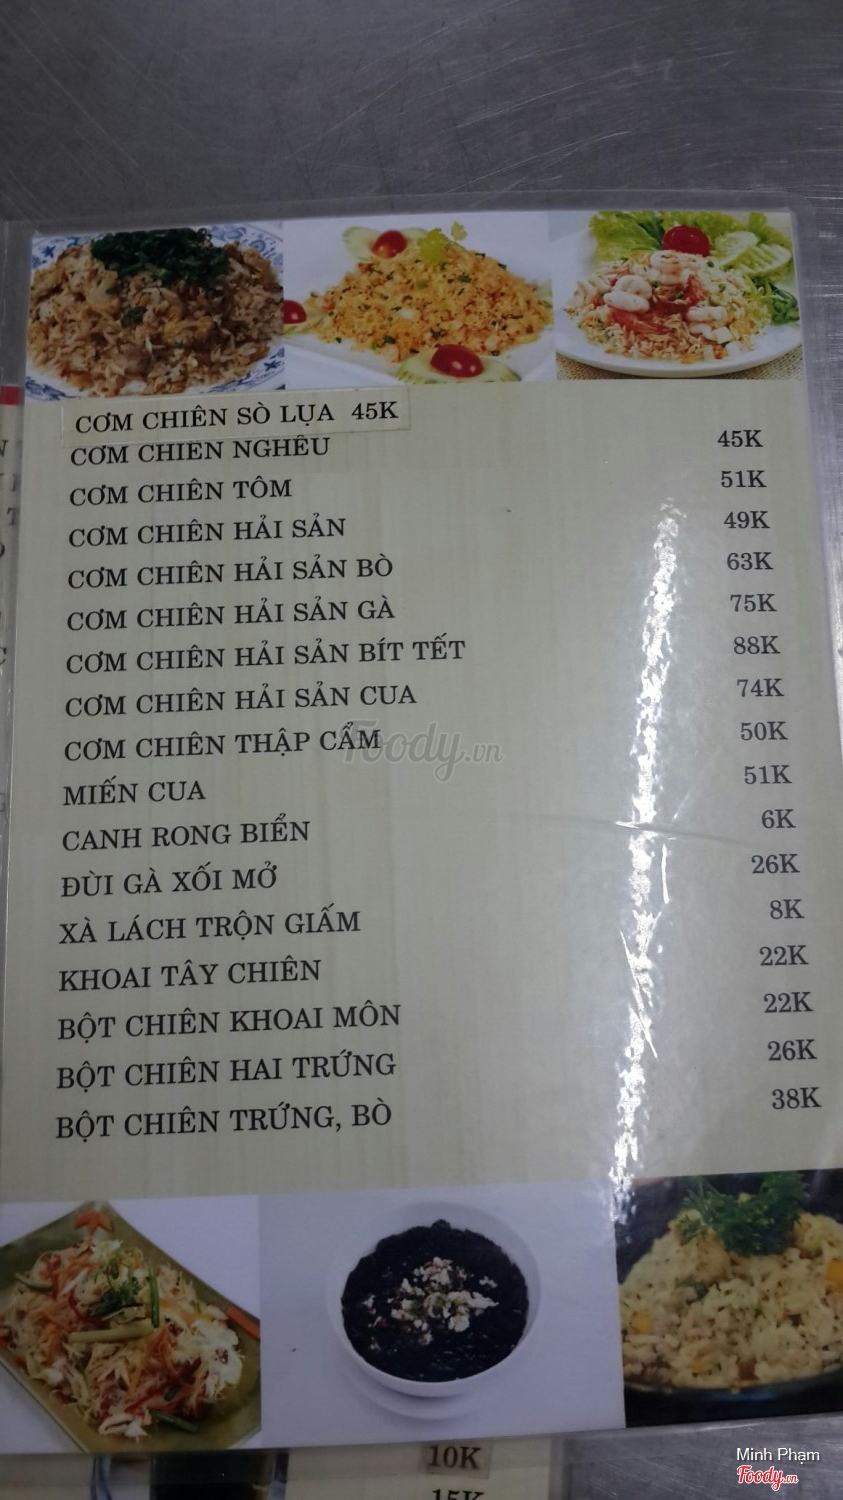 CƠM CHIÊN SÒ LỤA 45K
CƠM CHIÊN NGHÊU 45K
CƠM CHIÊN TÔM 51K
CƠM CHIÊN HẢI SẢN 49K
CƠM CHIÊN HẢI SẢN BÒ 63K
CƠM CHIÊN HẢI SẢN GÀ 75K
CƠM CHIÊN HẢI SẢN BÍT TẾT 88K
CƠM CHIÊN HẢI SẢN CUA 74K
CƠM CHIÊN THẬP CẨM 50K
Foody.vn
MIẾN CUA 51K
CANH RONG BIỂN 6K
ĐÙI GÀ XỐI MỞ 26K
XÀ LÁCH TRỘN GIẤM 8K
KHOAI TÂY CHIÊN 22K
BỘT CHIÊN KHOAI MÔN 22K
BỘT CHIÊN HAI TRỨNG 26K
BỘT CHIÊN TRỨNG, BÒ 38K
10K
15K
Minh Phạm
Foody.vn